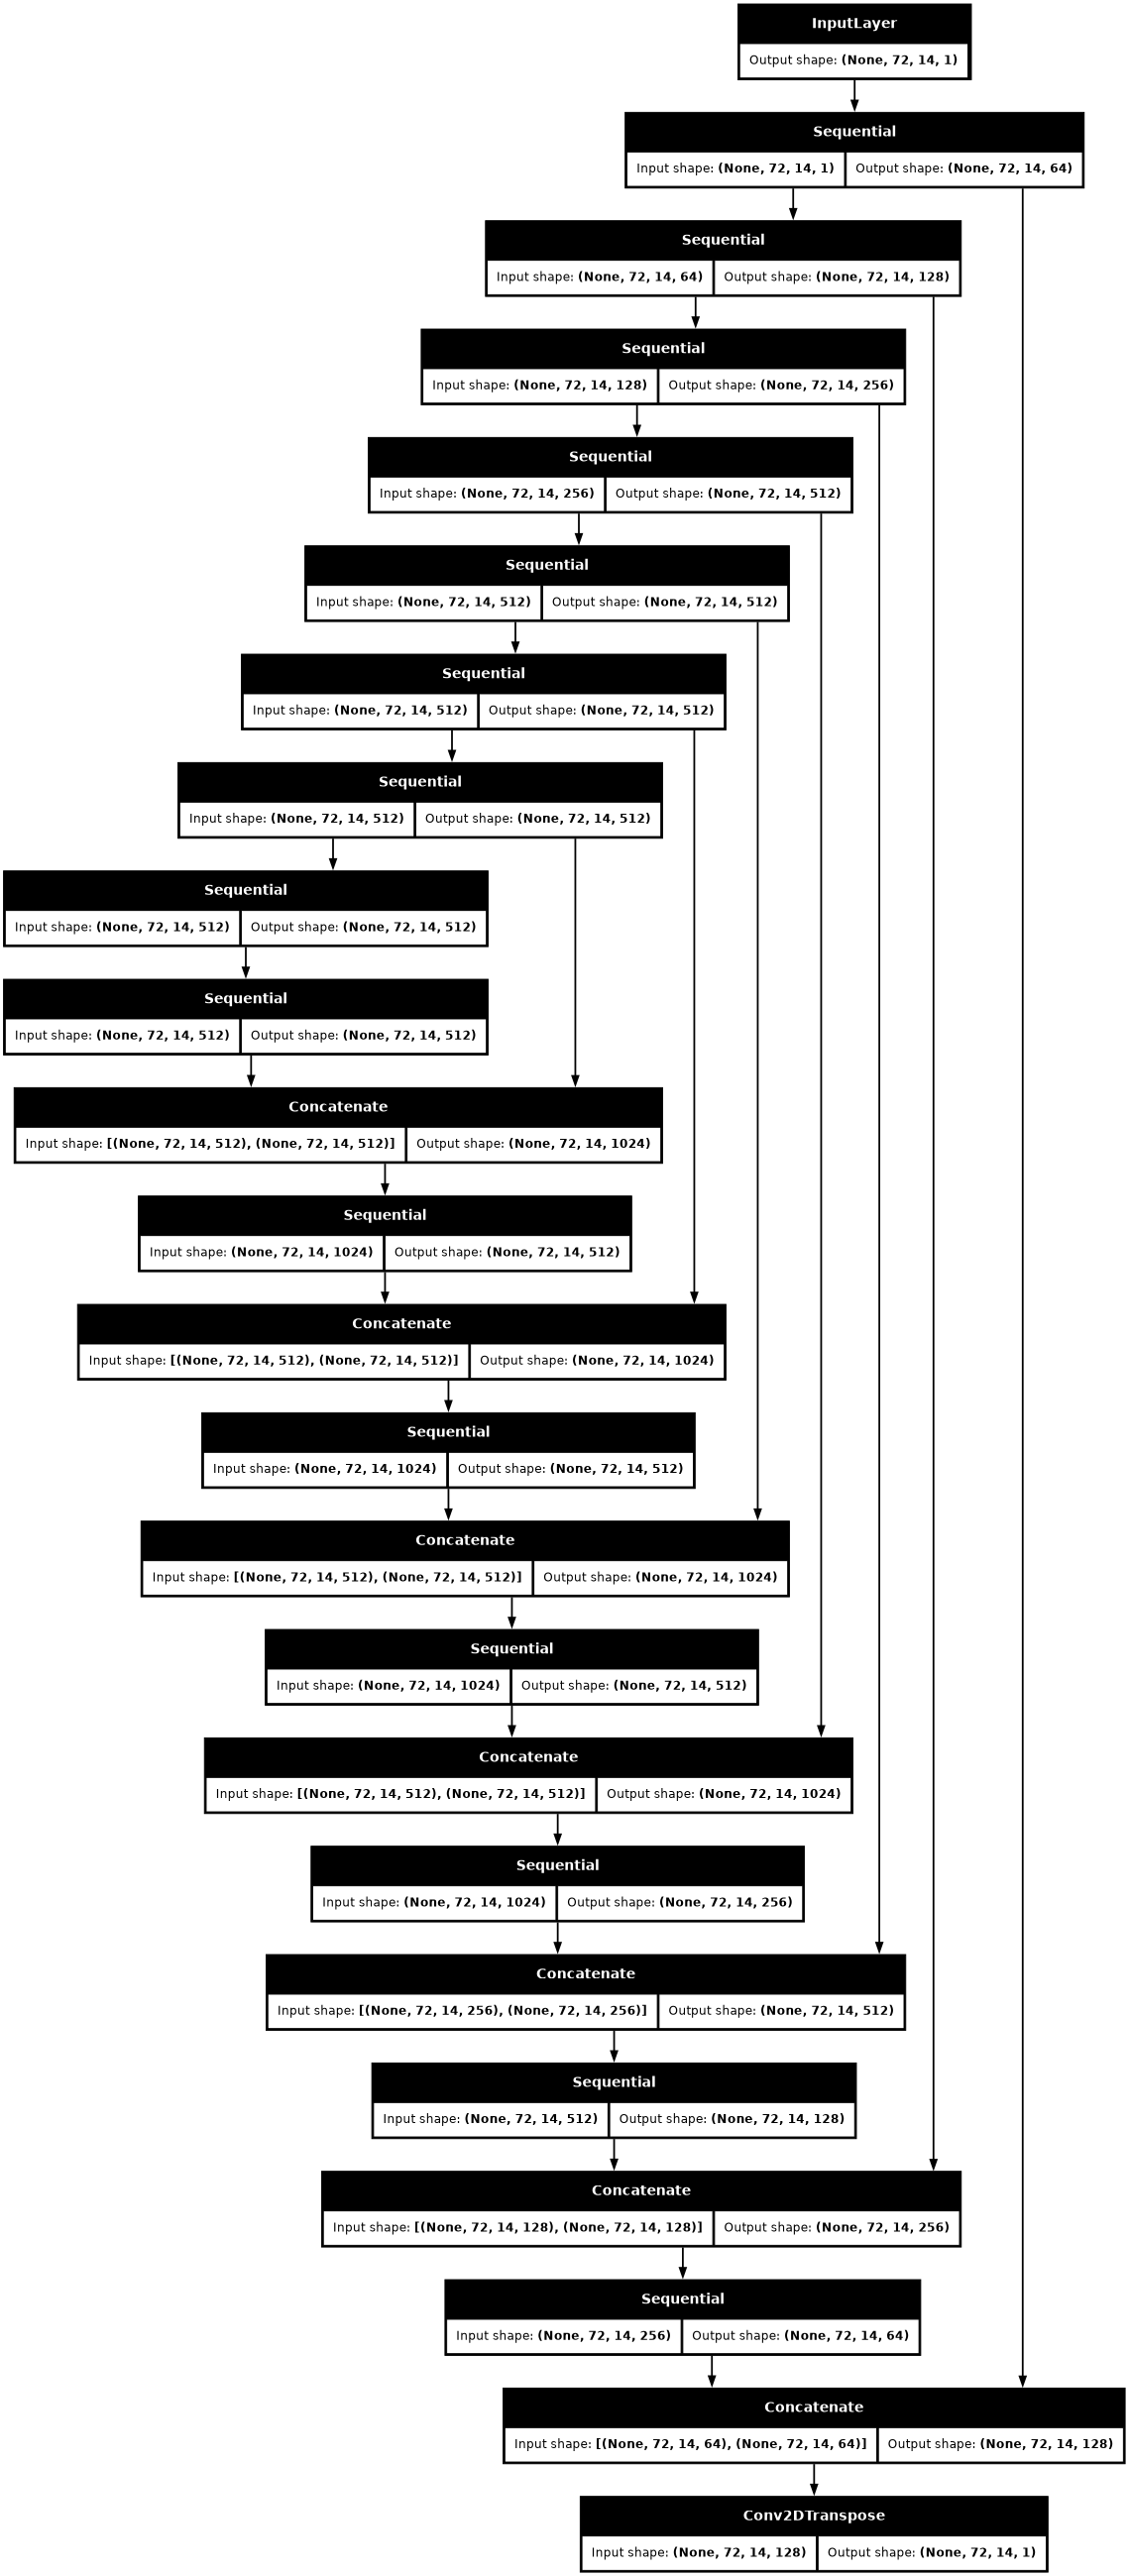 InputLayer
Output shape: (None, 72, 14, 1)
Sequential
Input shape: (None, 72, 14, 1) Output shape: (None, 72, 14, 64)
Sequential
Input shape: (None, 72, 14, 64) Output shape: (None, 72, 14, 128)
Sequential
Input shape: (None, 72, 14, 128) Output shape: (None, 72, 14, 256)
Sequential
Input shape: (None, 72, 14, 256) Output shape: (None, 72, 14, 512)
Sequential
Input shape: (None, 72, 14, 512) Output shape: (None, 72, 14, 512)
Sequential
Input shape: (None, 72, 14, 512) Output shape: (None, 72, 14, 512)
Sequential
Input shape: (None, 72, 14, 512) Output shape: (None, 72, 14, 512)
Sequential
Input shape: (None, 72, 14, 512) Output shape: (None, 72, 14, 512)
Sequential
Input shape: (None, 72, 14, 512) Output shape: (None, 72, 14, 512)
Concatenate
Input shape: [(None, 72, 14, 512), (None, 72, 14, 512)] Output shape: (None, 72, 14, 1024)
Sequential
Input shape: (None, 72, 14, 1024) Output shape: (None, 72, 14, 512)
Concatenate
Input shape: [(None, 72, 14, 512), (None, 72, 14, 512)] Output shape: (None, 72, 14, 1024)
Sequential
Input shape: (None, 72, 14, 1024) Output shape: (None, 72, 14, 512)
Concatenate
Input shape: [(None, 72, 14, 512), (None, 72, 14, 512)] Output shape: (None, 72, 14, 1024)
Sequential
Input shape: (None, 72, 14, 1024) Output shape: (None, 72, 14, 512)
Concatenate
Input shape: [(None, 72, 14, 512), (None, 72, 14, 512)] Output shape: (None, 72, 14, 1024)
Sequential
Input shape: (None, 72, 14, 1024) Output shape: (None, 72, 14, 256)
Concatenate
Input shape: [(None, 72, 14, 256), (None, 72, 14, 256)] Output shape: (None, 72, 14, 512)
Sequential
Input shape: (None, 72, 14, 512) Output shape: (None, 72, 14, 128)
Concatenate
Input shape: [(None, 72, 14, 128), (None, 72, 14, 128)] Output shape: (None, 72, 14, 256)
Sequential
Input shape: (None, 72, 14, 256) Output shape: (None, 72, 14, 64)
Concatenate
Input shape: [(None, 72, 14, 64), (None, 72, 14, 64)] Output shape: (None, 72, 14, 128)
Conv2DTranspose
Input shape: (None, 72, 14, 128) Output shape: (None, 72, 14, 1)